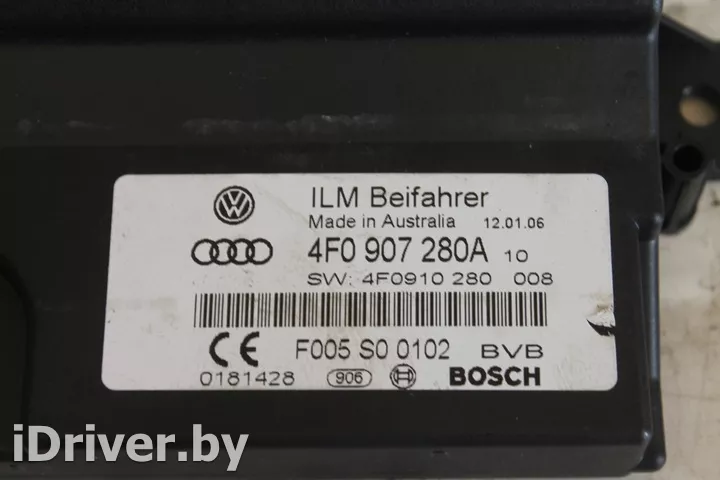 ILM Beifahrer
Made in Australia 12.01.06
4F0 907 280A 10
SW: 4F0910 280 008
F005 S0 0102 BVB
CE
0181428 906 BOSCH
iDriver.by